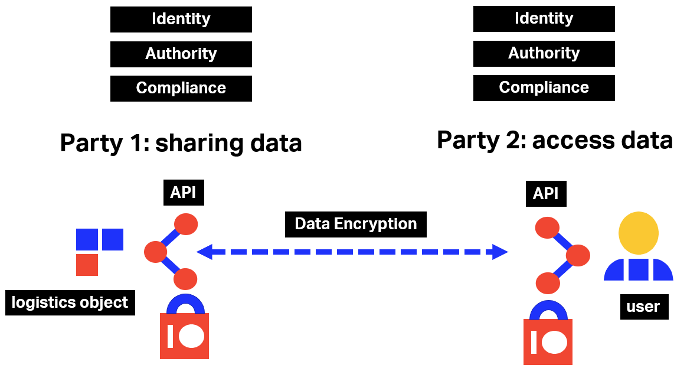 Identity
Authority
Compliance
Identity
Authority
Compliance
Party 1: sharing data
Party 2: access data
API
API
Data Encryption
logistics object
user